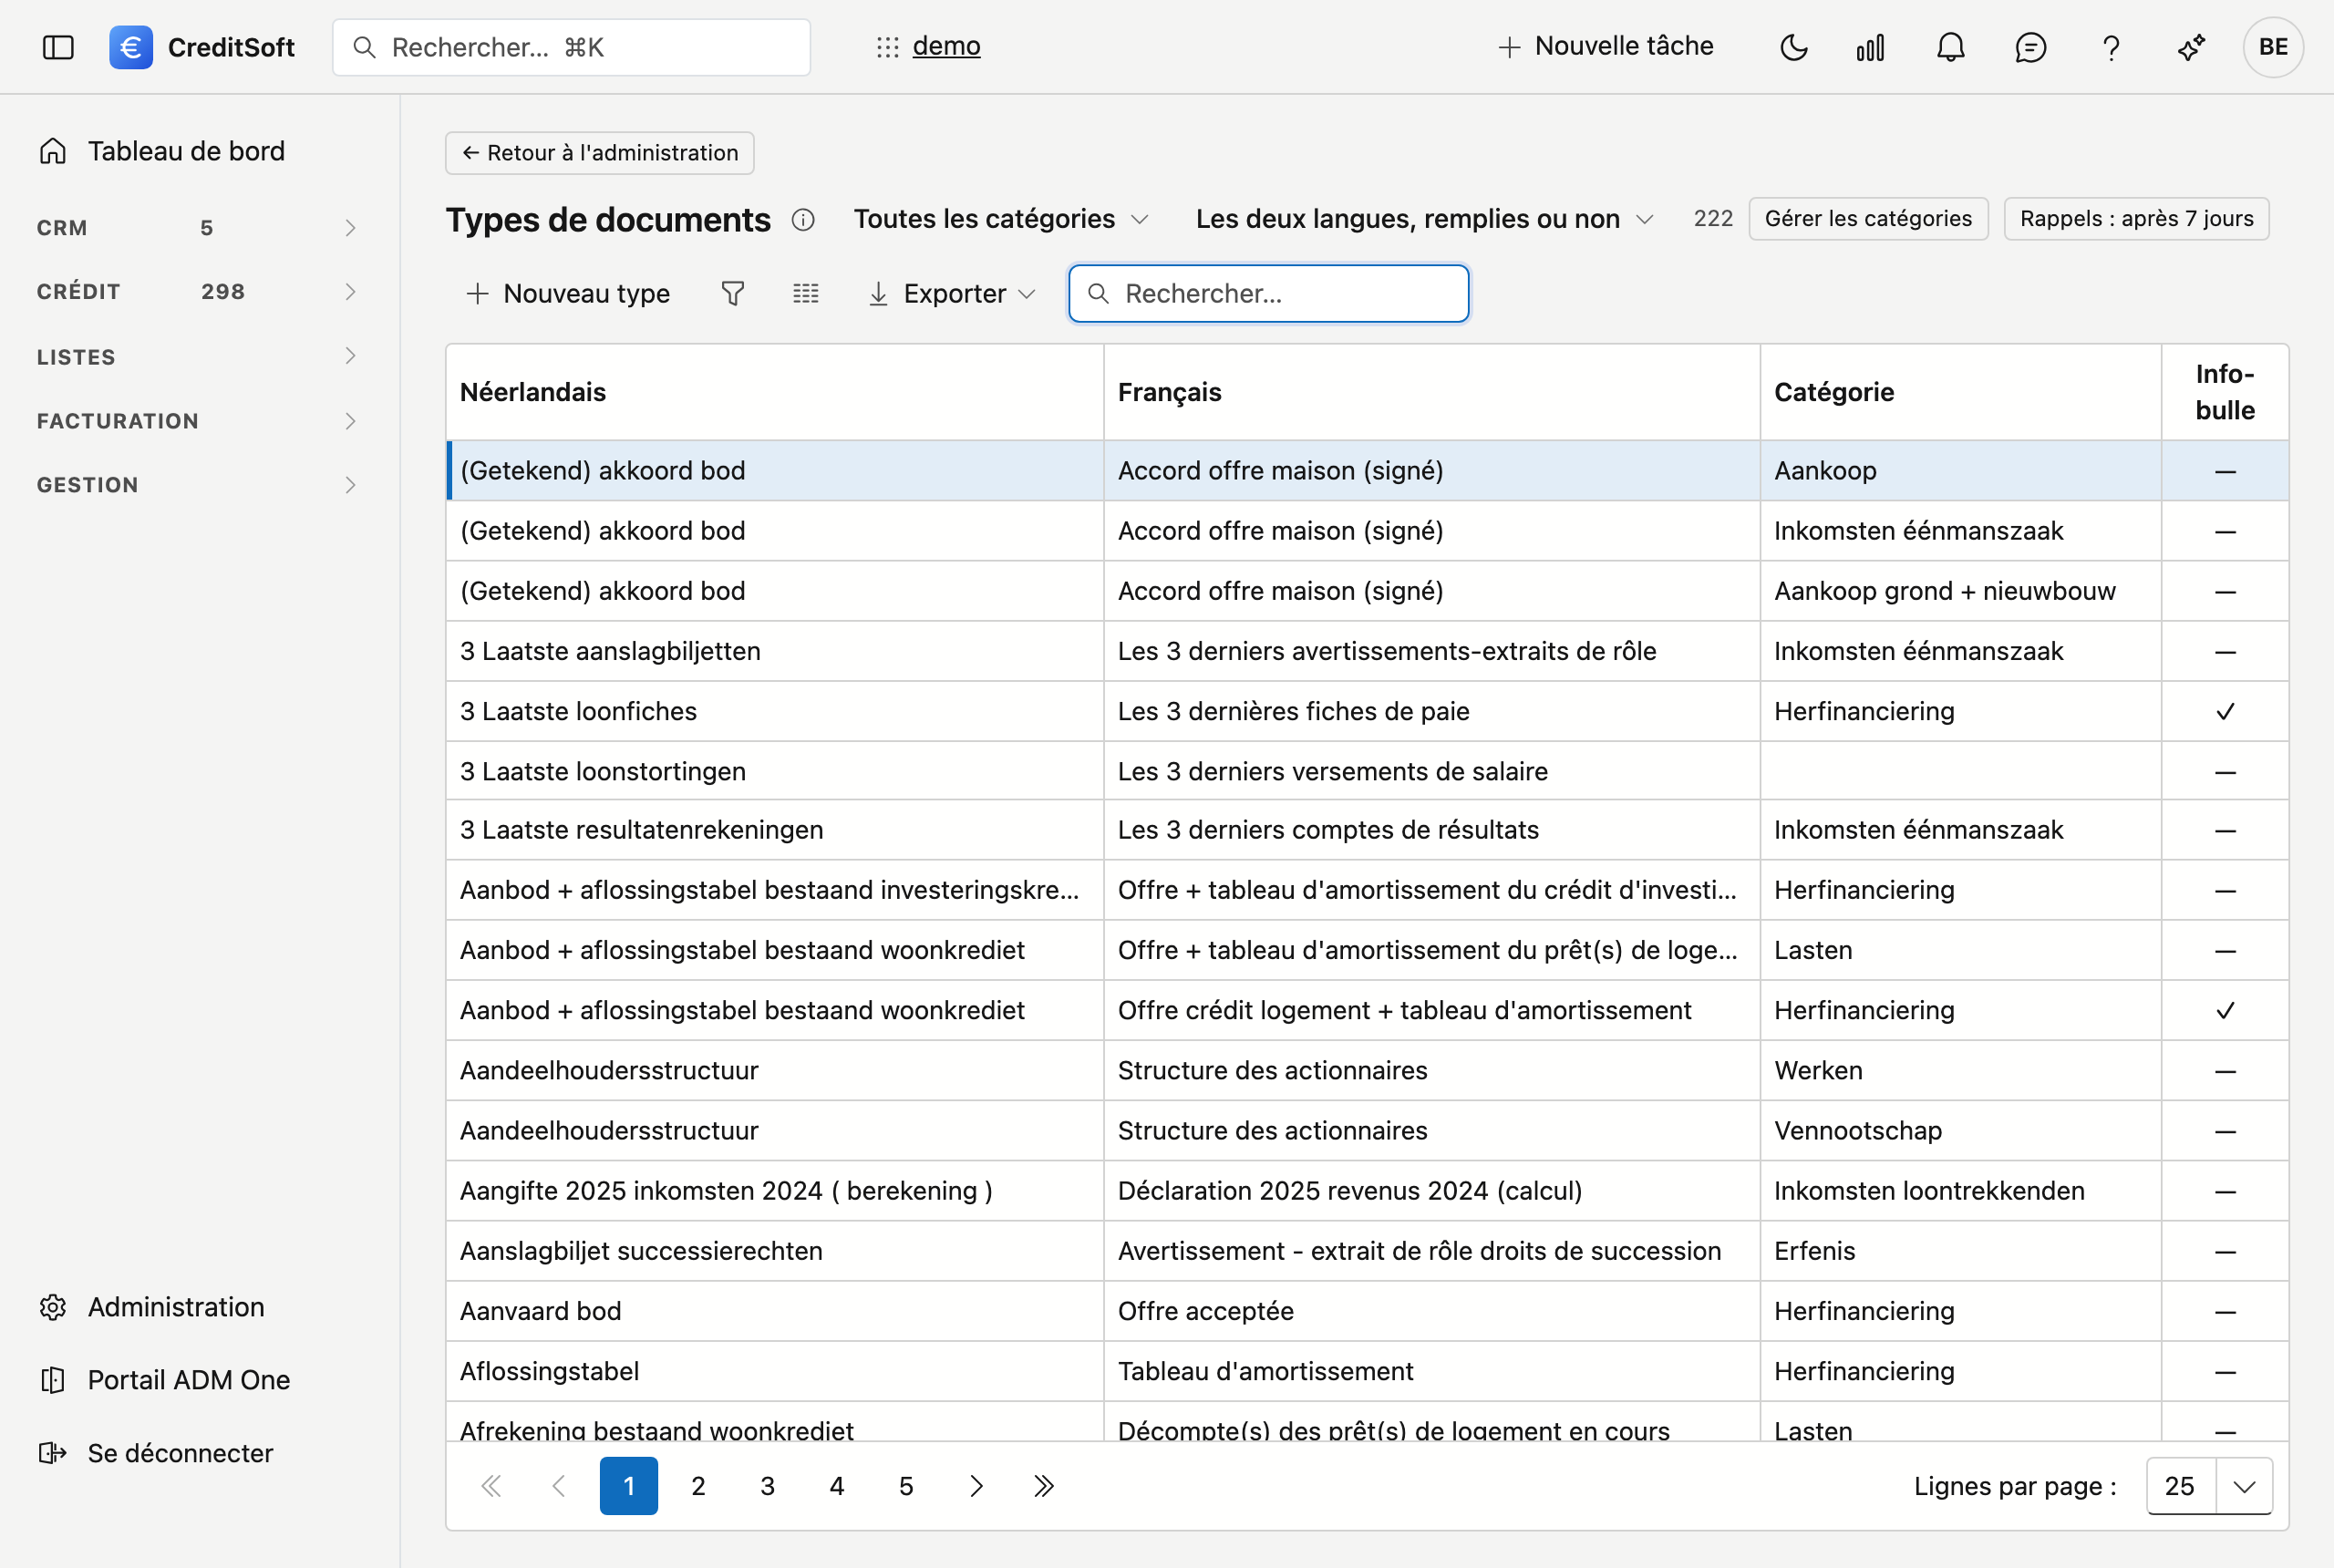 CreditSoft
Rechercher... ⌘K
demo
Nouvelle tâche
BE
Tableau de bord
CRM 5
CRÉDIT 298
LISTES
FACTURATION
GESTION
Administration
Portail ADM One
Se déconnecter
← Retour à l'administration
Types de documents
Toutes les catégories
Les deux langues, remplies ou non
222
Gérer les catégories
Rappels : après 7 jours
+ Nouveau type
Exporter
Rechercher...
Néerlandais Français Catégorie Info-bulle
(Getekend) akkoord bod Accord offre maison (signé) Aankoop —
(Getekend) akkoord bod Accord offre maison (signé) Inkomsten éénmanszaak —
(Getekend) akkoord bod Accord offre maison (signé) Aankoop grond + nieuwbouw —
3 Laatste aanslagbiljetten Les 3 derniers avertissements-extraits de rôle Inkomsten éénmanszaak —
3 Laatste loonfiches Les 3 dernières fiches de paie Herfinanciering ✓
3 Laatste loonstortingen Les 3 derniers versements de salaire —
3 Laatste resultatenrekeningen Les 3 derniers comptes de résultats Inkomsten éénmanszaak —
Aanbod + aflossingstabel bestaand investeringskre... Offre + tableau d'amortissement du crédit d'investi... Herfinanciering —
Aanbod + aflossingstabel bestaand woonkrediet Offre + tableau d'amortissement du prêt(s) de loge... Lasten —
Aanbod + aflossingstabel bestaand woonkrediet Offre crédit logement + tableau d'amortissement Herfinanciering ✓
Aandeelhoudersstructuur Structure des actionnaires Werken —
Aandeelhoudersstructuur Structure des actionnaires Vennootschap —
Aangifte 2025 inkomsten 2024 ( berekening ) Déclaration 2025 revenus 2024 (calcul) Inkomsten loontrekkenden —
Aanslagbiljet successierechten Avertissement - extrait de rôle droits de succession Erfenis —
Aanvaard bod Offre acceptée Herfinanciering —
Aflossingstabel Tableau d'amortissement Herfinanciering —
Afrekening bestaand woonkrediet Décompte(s) des prêt(s) de logement en cours Lasten —
1 2 3 4 5
Lignes par page : 25